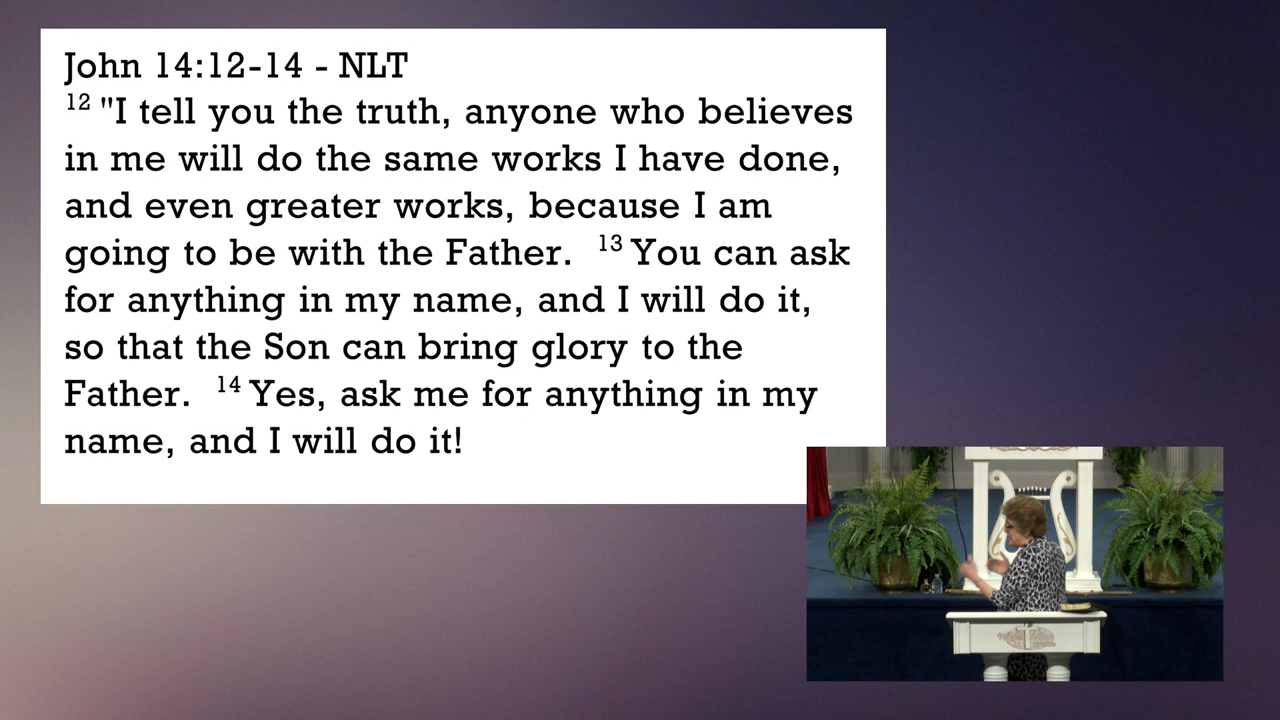 John 14:12-14 - NLT
12 "I tell you the truth, anyone who believes
in me will do the same works I have done,
and even greater works, because I am
going to be with the Father. 13 You can ask
for anything in my name, and I will do it,
so that the Son can bring glory to the
Father. 14 Yes, ask me for anything in my
name, and I will do it!